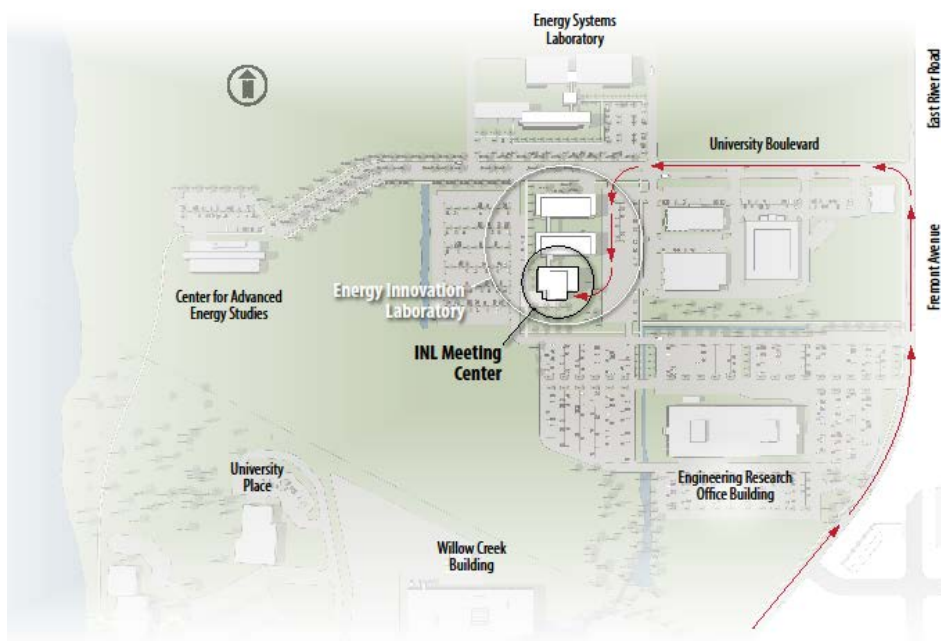 Energy Systems
Laboratory
East River Road
University Boulevard
Fremont Avenue
Center for Advanced
Energy Studies
Energy Innovation
Laboratory
INL Meeting
Center
University
Place
Engineering Research
Office Building
Willow Creek
Building